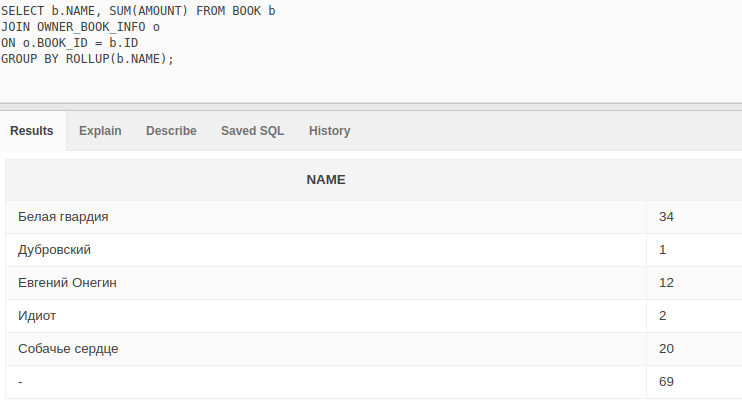 SELECT b.NAME, SUM(AMOUNT) FROM BOOK b
JOIN OWNER_BOOK_INFO o
ON o.BOOK_ID = b.ID
GROUP BY ROLLUP(b.NAME);
Results Explain Describe Saved SQL History
NAME
Белая гвардия 34
Дубровский 1
Евгений Онегин 12
Идиот 2
Собачье сердце 20
- 69